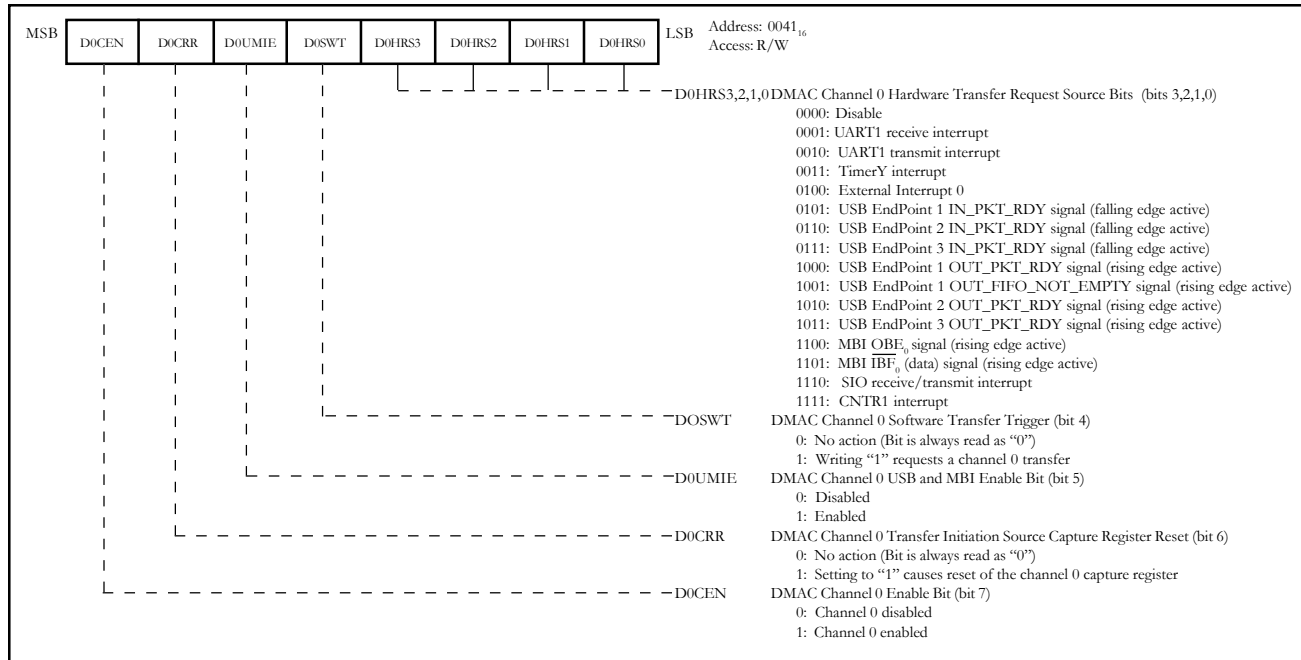 MSB D0CEN D0CRR D0UMIE D0SWT D0HRS3 D0HRS2 D0HRS1 D0HRS0 LSB Address: 0041₁₆
Access: R/W
D0HRS3,2,1,0 DMAC Channel 0 Hardware Transfer Request Source Bits (bits 3,2,1,0)
0000: Disable
0001: UART1 receive interrupt
0010: UART1 transmit interrupt
0011: TimerY interrupt
0100: External Interrupt 0
0101: USB EndPoint 1 IN_PKT_RDY signal (falling edge active)
0110: USB EndPoint 2 IN_PKT_RDY signal (falling edge active)
0111: USB EndPoint 3 IN_PKT_RDY signal (falling edge active)
1000: USB EndPoint 1 OUT_PKT_RDY signal (rising edge active)
1001: USB EndPoint 1 OUT_FIFO_NOT_EMPTY signal (rising edge active)
1010: USB EndPoint 2 OUT_PKT_RDY signal (rising edge active)
1011: USB EndPoint 3 OUT_PKT_RDY signal (rising edge active)
1100: MBI OBE₀ signal (rising edge active)
1101: MBI I̅B̅F̅₀ (data) signal (rising edge active)
1110: SIO receive/transmit interrupt
1111: CNTR1 interrupt
DOSWT DMAC Channel 0 Software Transfer Trigger (bit 4)
0: No action (Bit is always read as “0”)
1: Writing “1” requests a channel 0 transfer
D0UMIE DMAC Channel 0 USB and MBI Enable Bit (bit 5)
0: Disabled
1: Enabled
D0CRR DMAC Channel 0 Transfer Initiation Source Capture Register Reset (bit 6)
0: No action (Bit is always read as “0”)
1: Setting to “1” causes reset of the channel 0 capture register
D0CEN DMAC Channel 0 Enable Bit (bit 7)
0: Channel 0 disabled
1: Channel 0 enabled